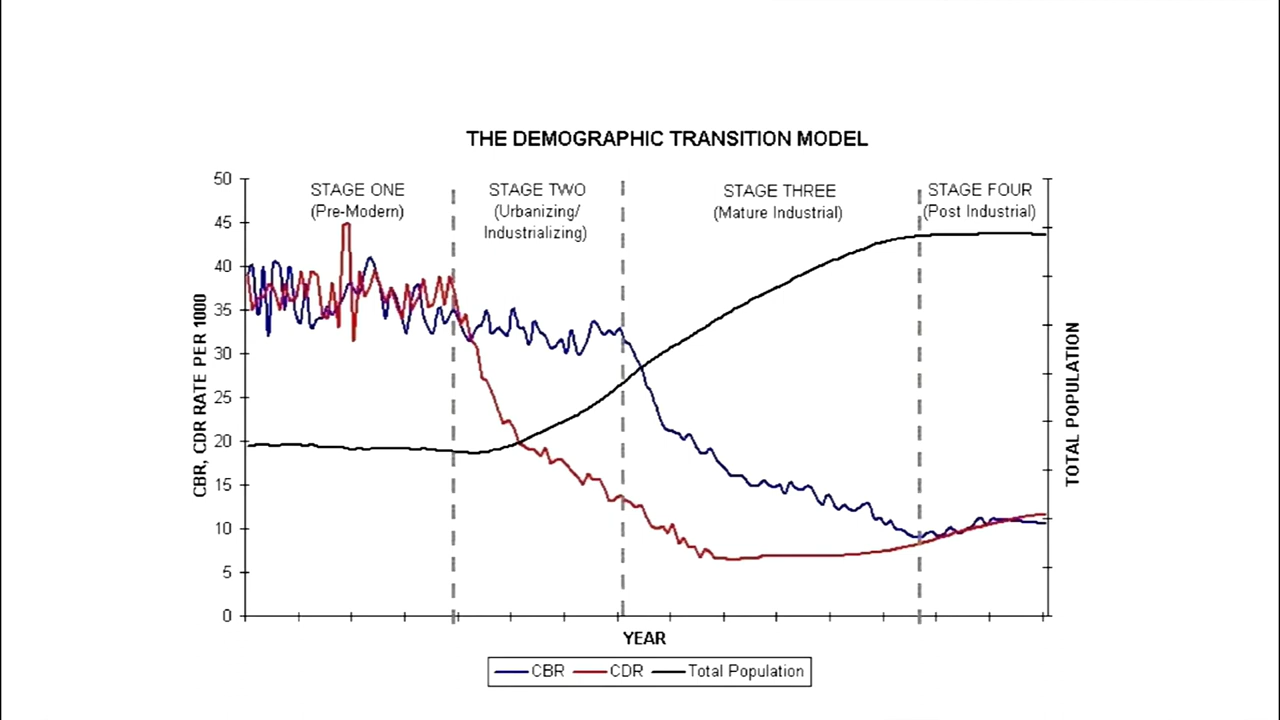 THE DEMOGRAPHIC TRANSITION MODEL
STAGE ONE
(Pre-Modern)
STAGE TWO
(Urbanizing/
Industrializing)
STAGE THREE
(Mature Industrial)
STAGE FOUR
(Post Industrial)
50
45
40
35
30
25
20
15
10
5
0
CBR, CDR RATE PER 1000
TOTAL POPULATION
YEAR
CBR CDR Total Population